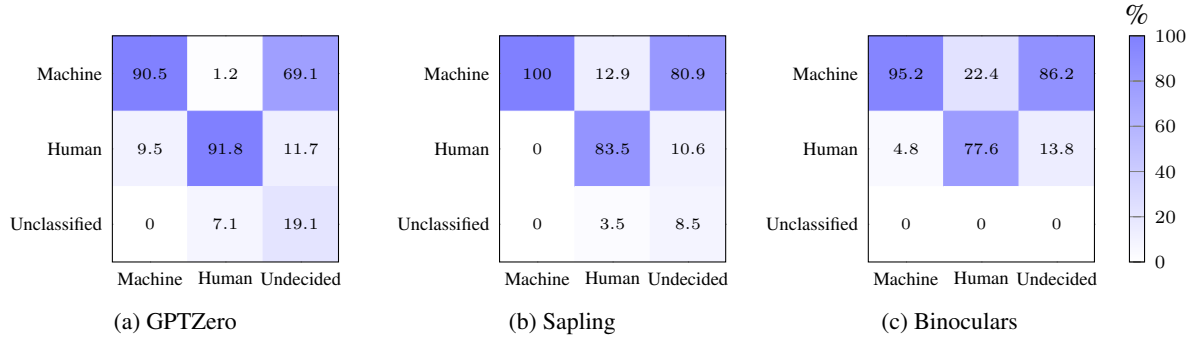 %
Machine 90.5 1.2 69.1
Human 9.5 91.8 11.7
Unclassified 0 7.1 19.1
Machine Human Undecided
(a) GPTZero
Machine 100 12.9 80.9
Human 0 83.5 10.6
Unclassified 0 3.5 8.5
Machine Human Undecided
(b) Sapling
Machine 95.2 22.4 86.2
Human 4.8 77.6 13.8
Unclassified 0 0 0
Machine Human Undecided
(c) Binoculars
100
80
60
40
20
0